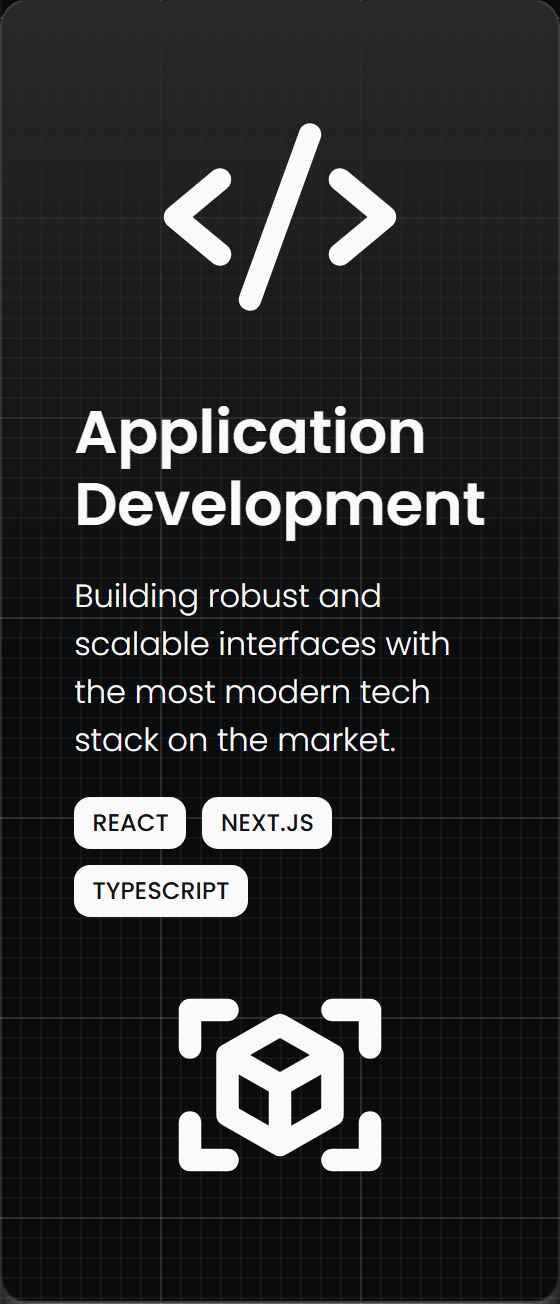 Application
Development
Building robust and
scalable interfaces with
the most modern tech
stack on the market.
REACT NEXT.JS
TYPESCRIPT